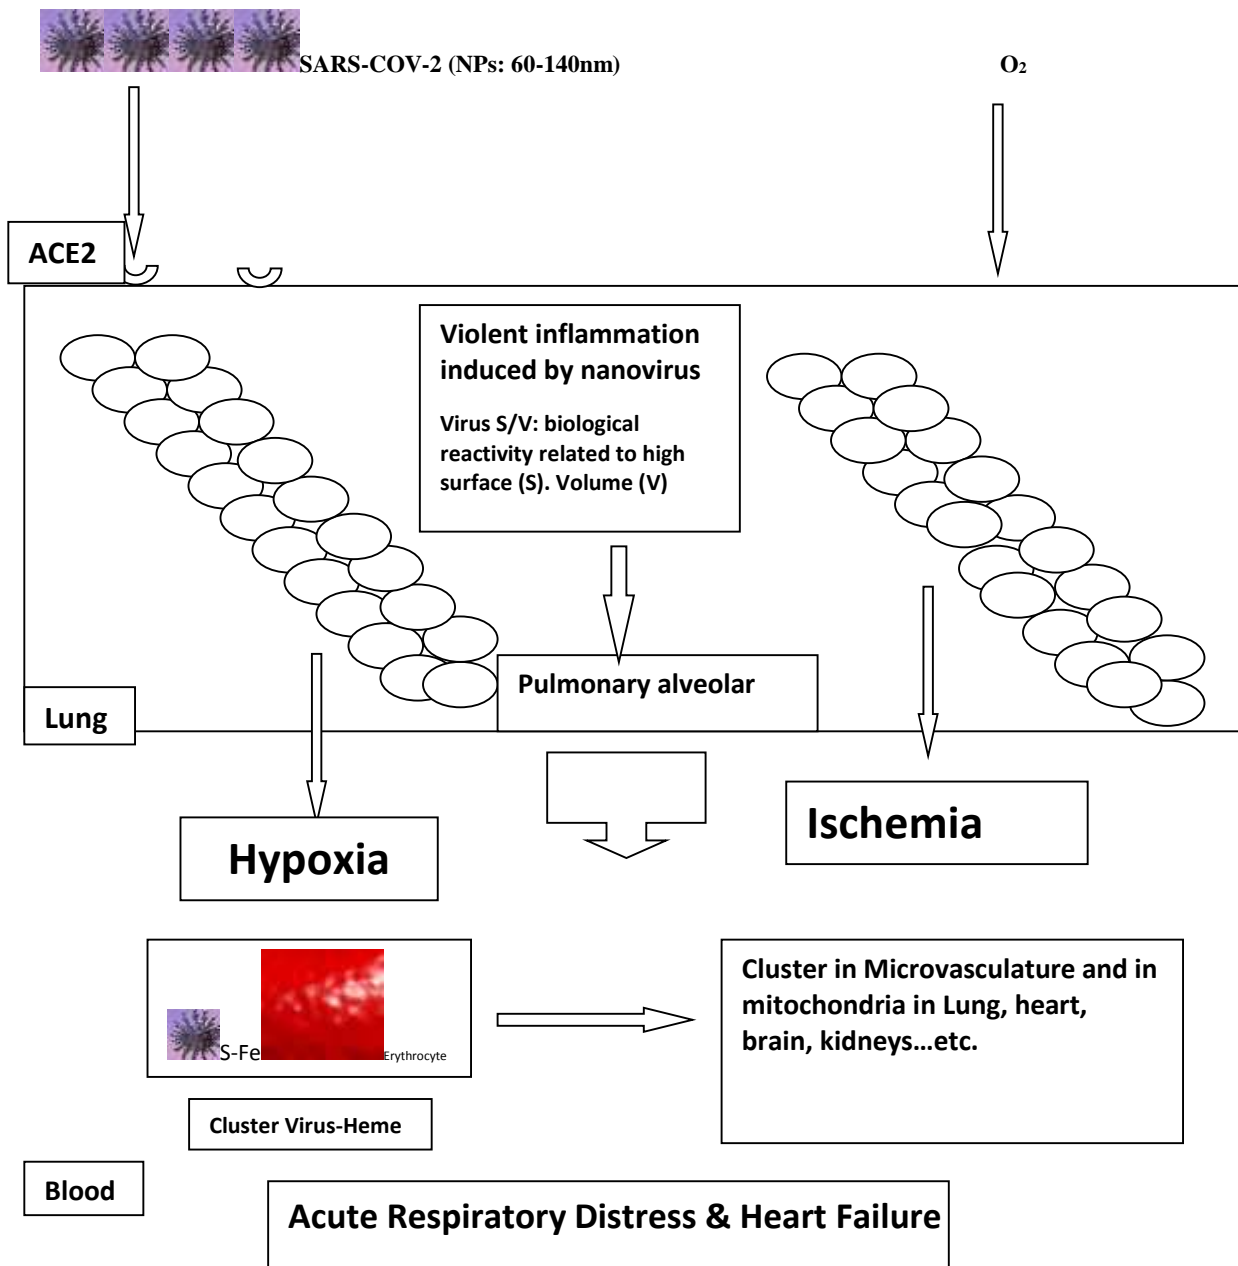 SARS-COV-2 (NPs: 60-140nm)
O₂
ACE2
Violent inflammation
induced by nanovirus
Virus S/V: biological
reactivity related to high
surface (S). Volume (V)
Pulmonary alveolar
Lung
Hypoxia
Ischemia
S-Fe
Erythrocyte
Cluster in Microvasculature and in
mitochondria in Lung, heart,
brain, kidneys...etc.
Cluster Virus-Heme
Blood
Acute Respiratory Distress & Heart Failure